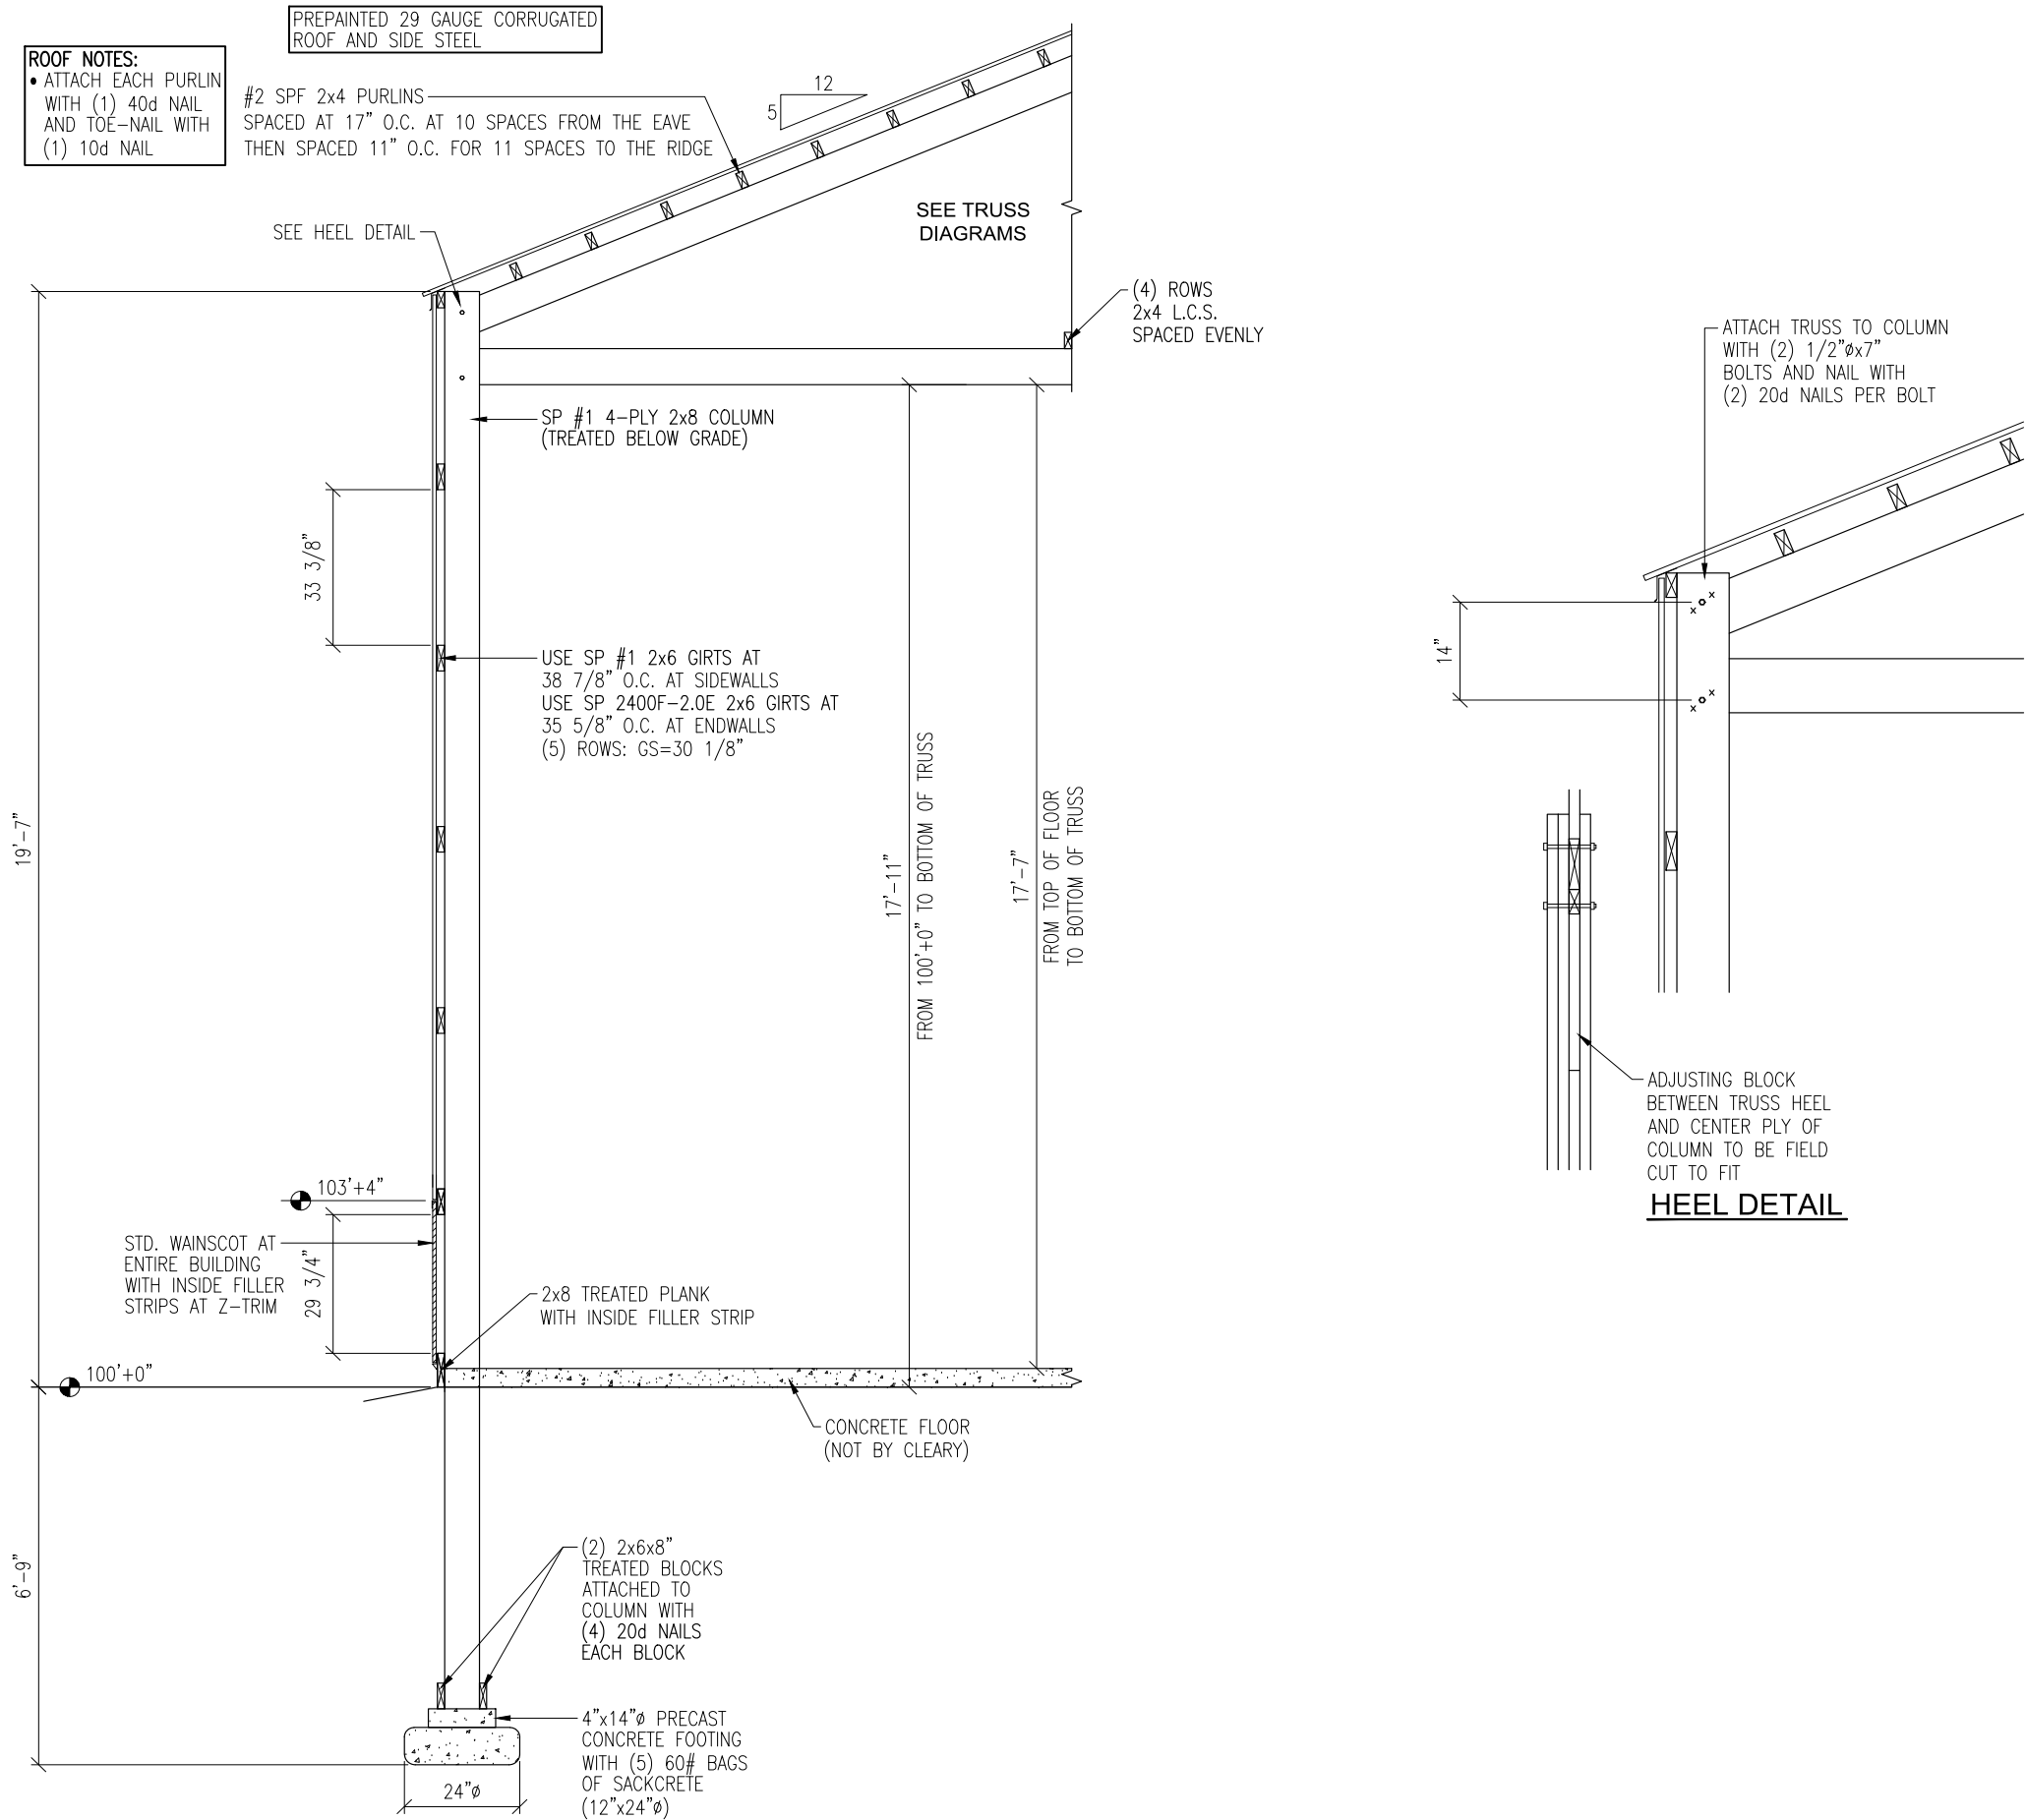 PREPAINTED 29 GAUGE CORRUGATED
ROOF AND SIDE STEEL
ROOF NOTES:
• ATTACH EACH PURLIN
WITH (1) 40d NAIL
AND TOE-NAIL WITH
(1) 10d NAIL
#2 SPF 2x4 PURLINS
SPACED AT 17" O.C. AT 10 SPACES FROM THE EAVE
THEN SPACED 11" O.C. FOR 11 SPACES TO THE RIDGE
12
5
SEE TRUSS
DIAGRAMS
SEE HEEL DETAIL
(4) ROWS
2x4 L.C.S.
SPACED EVENLY
SP #1 4-PLY 2x8 COLUMN
(TREATED BELOW GRADE)
33 3/8"
USE SP #1 2x6 GIRTS AT
38 7/8" O.C. AT SIDEWALLS
USE SP 2400F-2.0E 2x6 GIRTS AT
35 5/8" O.C. AT ENDWALLS
(5) ROWS: GS=30 1/8"
19'-7"
17'-11"
FROM 100'+0" TO BOTTOM OF TRUSS
17'-7"
FROM TOP OF FLOOR
TO BOTTOM OF TRUSS
103'+4"
STD. WAINSCOT AT
ENTIRE BUILDING
WITH INSIDE FILLER
STRIPS AT Z-TRIM
29 3/4"
2x8 TREATED PLANK
WITH INSIDE FILLER STRIP
100'+0"
CONCRETE FLOOR
(NOT BY CLEARY)
6'-9"
(2) 2x6x8"
TREATED BLOCKS
ATTACHED TO
COLUMN WITH
(4) 20d NAILS
EACH BLOCK
4"x14"ø PRECAST
CONCRETE FOOTING
WITH (5) 60# BAGS
OF SACKCRETE
(12"x24"ø)
24"ø
ATTACH TRUSS TO COLUMN
WITH (2) 1/2"øx7"
BOLTS AND NAIL WITH
(2) 20d NAILS PER BOLT
14"
ADJUSTING BLOCK
BETWEEN TRUSS HEEL
AND CENTER PLY OF
COLUMN TO BE FIELD
CUT TO FIT
HEEL DETAIL